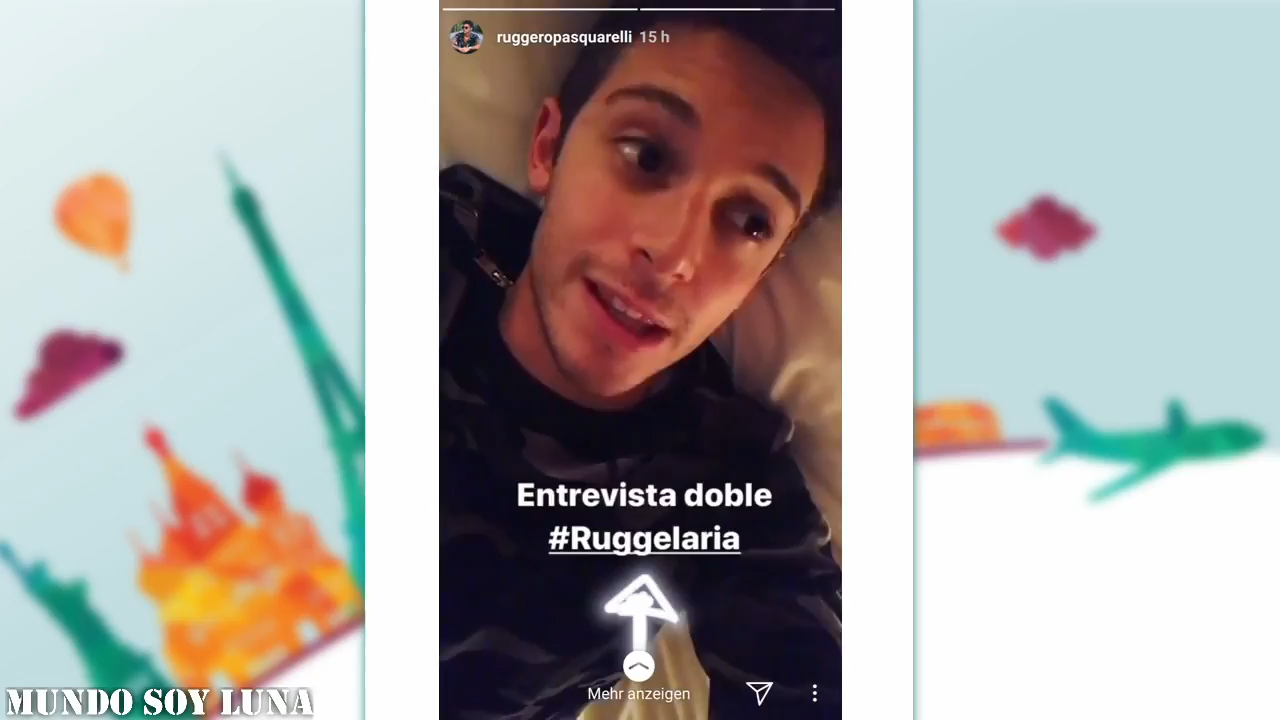 ruggeropasquarelli 15 h
Entrevista doble
#Ruggelaria
Mehr anzeigen
MUNDO SOY LUNA